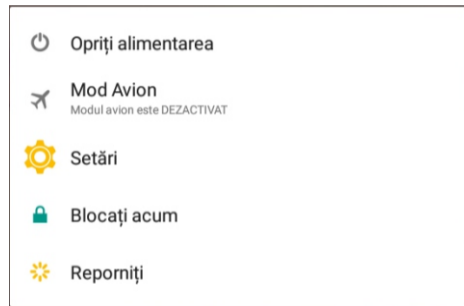 Opriți alimentarea
Mod Avion
Modul avion este DEZACTIVAT
Setări
Blocați acum
Reporniți